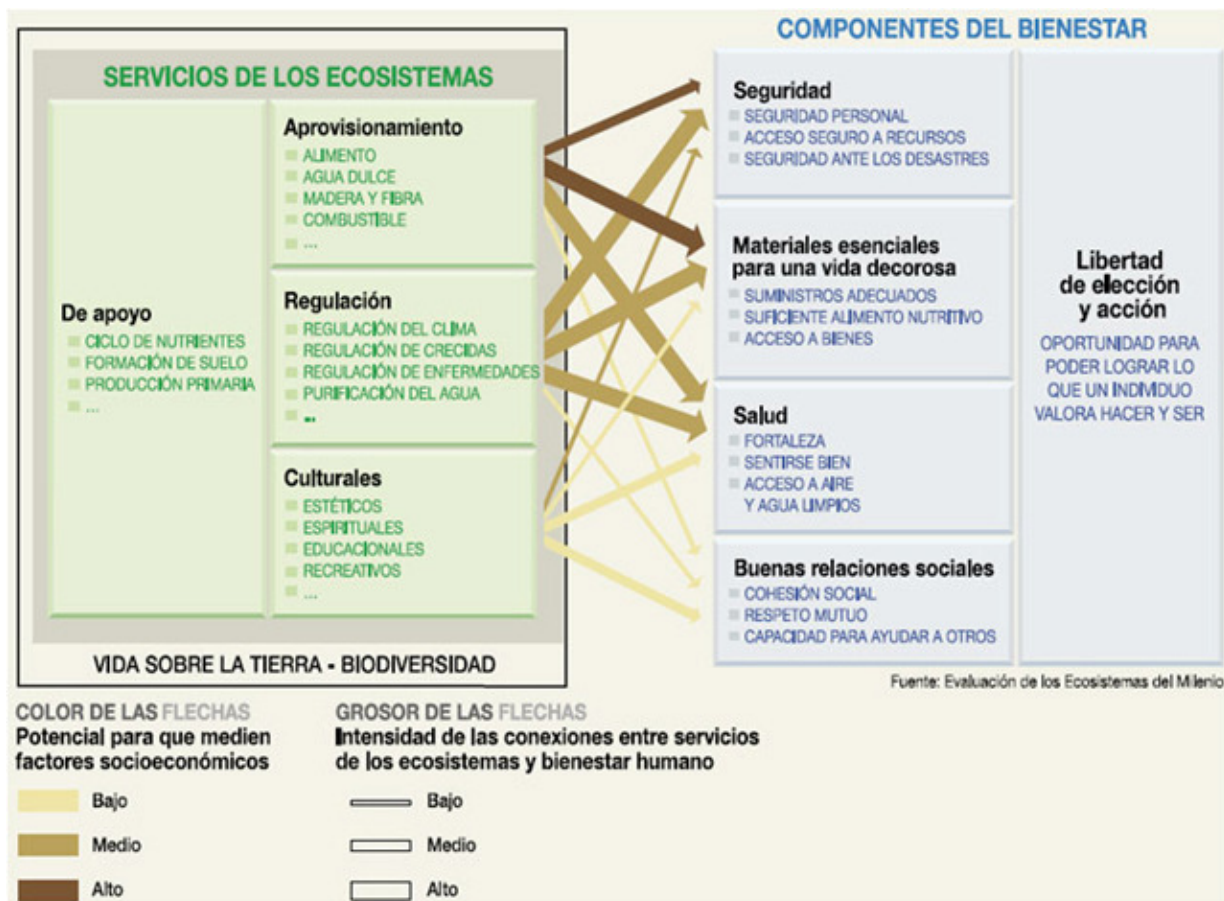 COMPONENTES DEL BIENESTAR
SERVICIOS DE LOS ECOSISTEMAS
De apoyo
CICLO DE NUTRIENTES
FORMACIÓN DE SUELO
PRODUCCIÓN PRIMARIA
...
Aprovisionamiento
ALIMENTO
AGUA DULCE
MADERA Y FIBRA
COMBUSTIBLE
...
Regulación
REGULACIÓN DEL CLIMA
REGULACIÓN DE CRECIDAS
REGULACIÓN DE ENFERMEDADES
PURIFICACIÓN DEL AGUA
...
Culturales
ESTÉTICOS
ESPIRITUALES
EDUCACIONALES
RECREATIVOS
...
VIDA SOBRE LA TIERRA - BIODIVERSIDAD
Seguridad
SEGURIDAD PERSONAL
ACCESO SEGURO A RECURSOS
SEGURIDAD ANTE LOS DESASTRES
Materiales esenciales
para una vida decorosa
SUMINISTROS ADECUADOS
SUFICIENTE ALIMENTO NUTRITIVO
ACCESO A BIENES
Salud
FORTALEZA
SENTIRSE BIEN
ACCESO A AIRE
Y AGUA LIMPIOS
Buenas relaciones sociales
COHESIÓN SOCIAL
RESPETO MUTUO
CAPACIDAD PARA AYUDAR A OTROS
Libertad
de elección
y acción
OPORTUNIDAD PARA
PODER LOGRAR LO
QUE UN INDIVIDUO
VALORA HACER Y SER
Fuente: Evaluación de los Ecosistemas del Milenio
COLOR DE LAS FLECHAS
Potencial para que medien
factores socioeconómicos
Bajo
Medio
Alto
GROSOR DE LAS FLECHAS
Intensidad de las conexiones entre servicios
de los ecosistemas y bienestar humano
Bajo
Medio
Alto